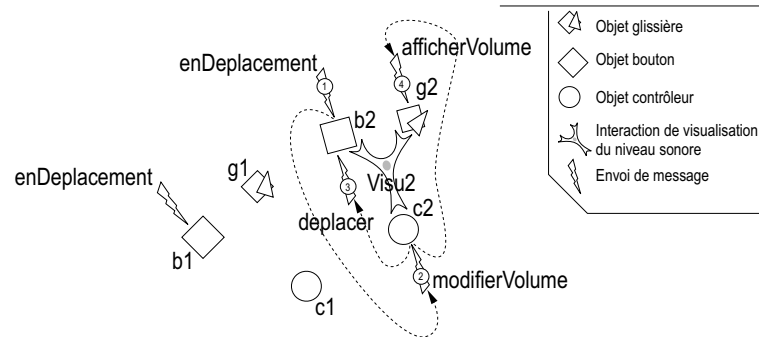 afficherVolume
enDeplacement
1
4
g2
b2
Visu2
3
g1
enDeplacement
deplacer
c2
b1
2
modifierVolume
c1
Objet glissière
Objet bouton
Objet contrôleur
Interaction de visualisation
du niveau sonore
Envoi de message